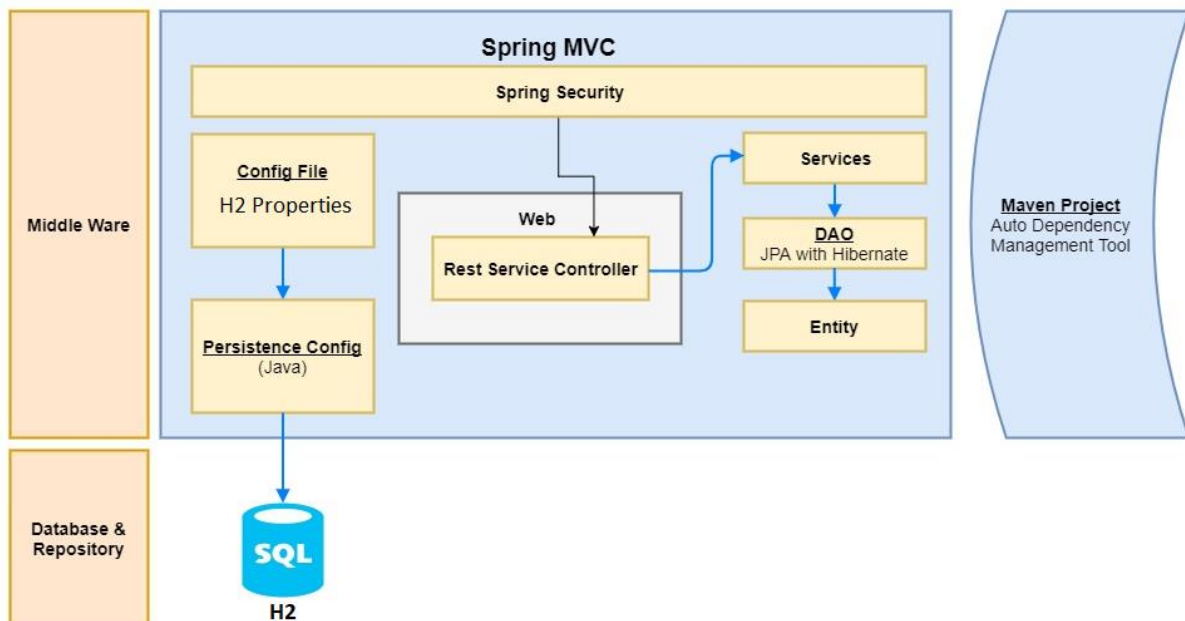 Spring MVC
Spring Security
Middle Ware
Config File
H2 Properties
Persistence Config
(Java)
Web
Rest Service Controller
Services
DAO
JPA with Hibernate
Entity
Maven Project
Auto Dependency
Management Tool
Database &
Repository
SQL
H2